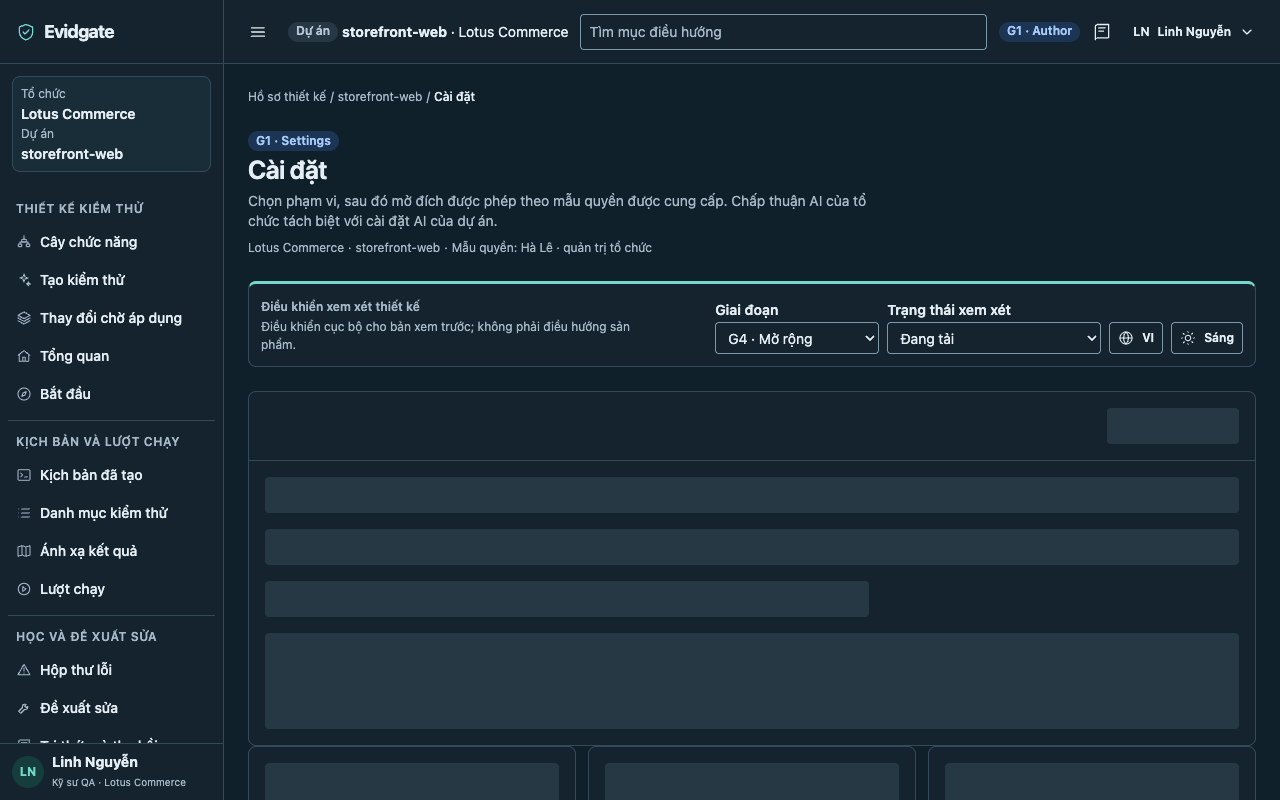 Evidgate
Dự án storefront-web · Lotus Commerce
Tìm mục điều hướng
G1 · Author
LN Linh Nguyễn
Tổ chức
Lotus Commerce
Dự án
storefront-web
THIẾT KẾ KIỂM THỬ
Cây chức năng
Tạo kiểm thử
Thay đổi chờ áp dụng
Tổng quan
Bắt đầu
KỊCH BẢN VÀ LƯỢT CHẠY
Kịch bản đã tạo
Danh mục kiểm thử
Ánh xạ kết quả
Lượt chạy
HỌC VÀ ĐỀ XUẤT SỬA
Hộp thư lỗi
Đề xuất sửa
LN
Linh Nguyễn
Kỹ sư QA · Lotus Commerce
Hồ sơ thiết kế / storefront-web / Cài đặt
G1 · Settings
Cài đặt
Chọn phạm vi, sau đó mở đích được phép theo mẫu quyền được cung cấp. Chấp thuận AI của tổ
chức tách biệt với cài đặt AI của dự án.
Lotus Commerce · storefront-web · Mẫu quyền: Hà Lê · quản trị tổ chức
Điều khiển xem xét thiết kế
Điều khiển cục bộ cho bản xem trước; không phải điều hướng sản
phẩm.
Giai đoạn
G4 · Mở rộng
Trạng thái xem xét
Đang tải
VI
Sáng